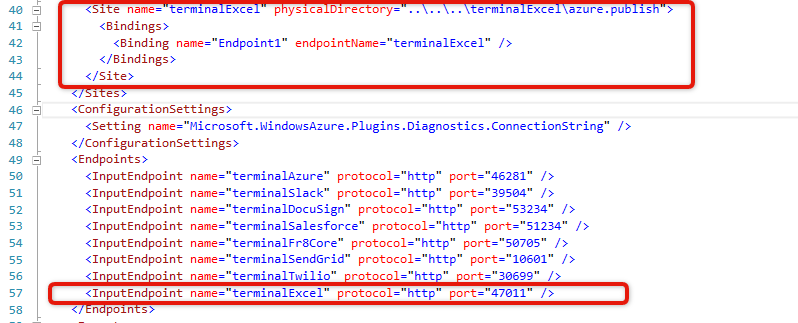 40 <Site name="terminalExcel" physicalDirectory="..\..\..\terminalExcel\azure.publish">
41 <Bindings>
42 <Binding name="Endpoint1" endpointName="terminalExcel" />
43 </Bindings>
44 </Site>
45 </Sites>
46 <ConfigurationSettings>
47 <Setting name="Microsoft.WindowsAzure.Plugins.Diagnostics.ConnectionString" />
48 </ConfigurationSettings>
49 <Endpoints>
50 <InputEndpoint name="terminalAzure" protocol="http" port="46281" />
51 <InputEndpoint name="terminalSlack" protocol="http" port="39504" />
52 <InputEndpoint name="terminalDocuSign" protocol="http" port="53234" />
53 <InputEndpoint name="terminalSalesforce" protocol="http" port="51234" />
54 <InputEndpoint name="terminalFr8Core" protocol="http" port="50705" />
55 <InputEndpoint name="terminalSendGrid" protocol="http" port="10601" />
56 <InputEndpoint name="terminalTwilio" protocol="http" port="30699" />
57 <InputEndpoint name="terminalExcel" protocol="http" port="47011" />
58 </Endpoints>